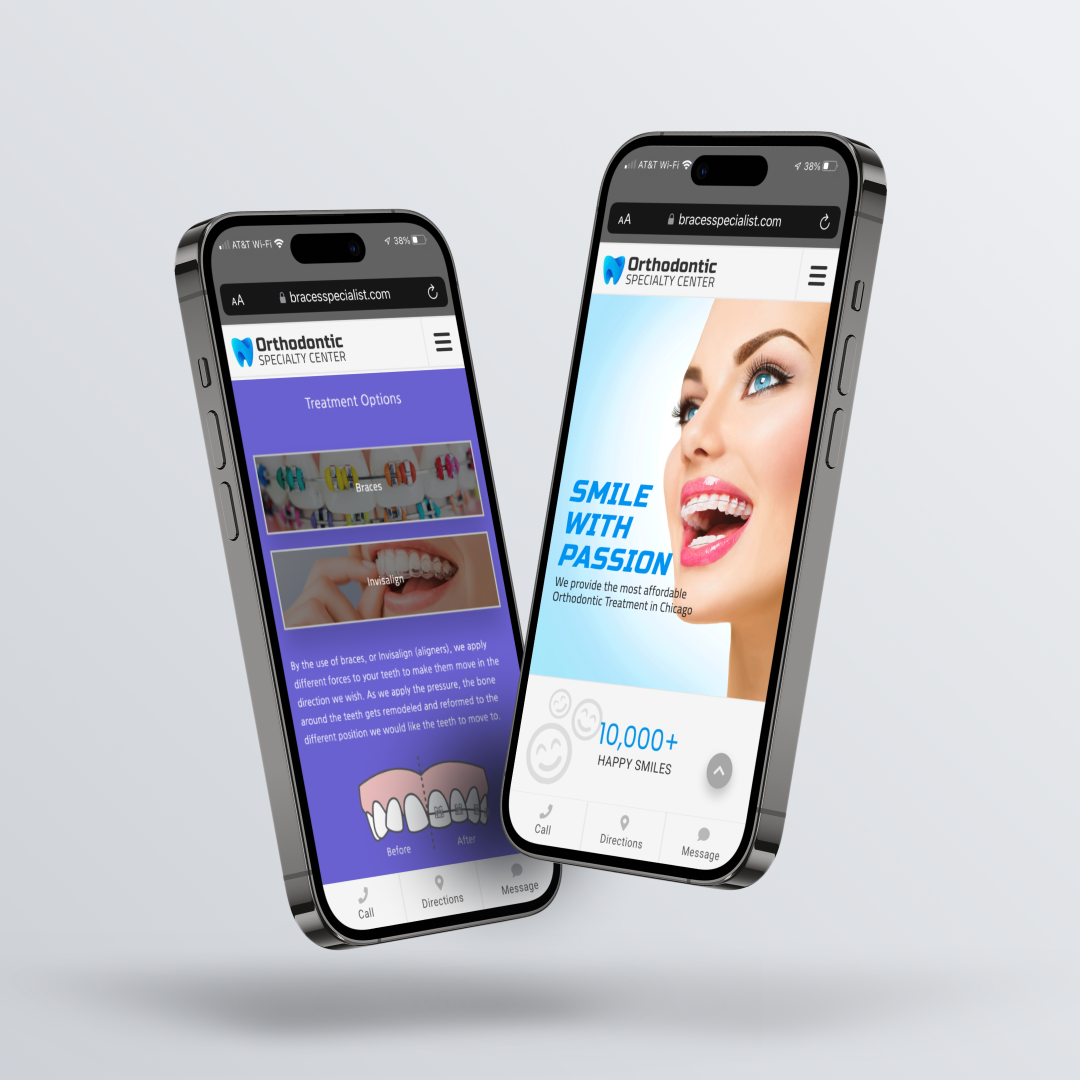 AT&T Wi-Fi
38%
AA
bracesspecialist.com
Orthodontic
SPECIALTY CENTER
Treatment Options
Braces
Invisalign
By the use of braces, or Invisalign (aligners), we apply
different forces to your teeth to make them move in the
direction we wish. As we apply the pressure, the bone
around the teeth gets remodeled and reformed to the
different position we would like the teeth to move to.
Before
After
Call
Directions
Message
AT&T Wi-Fi
38%
AA
bracesspecialist.com
Orthodontic
SPECIALTY CENTER
SMILE
WITH
PASSION
We provide the most affordable
Orthodontic Treatment in Chicago
10,000+
HAPPY SMILES
Call
Directions
Message